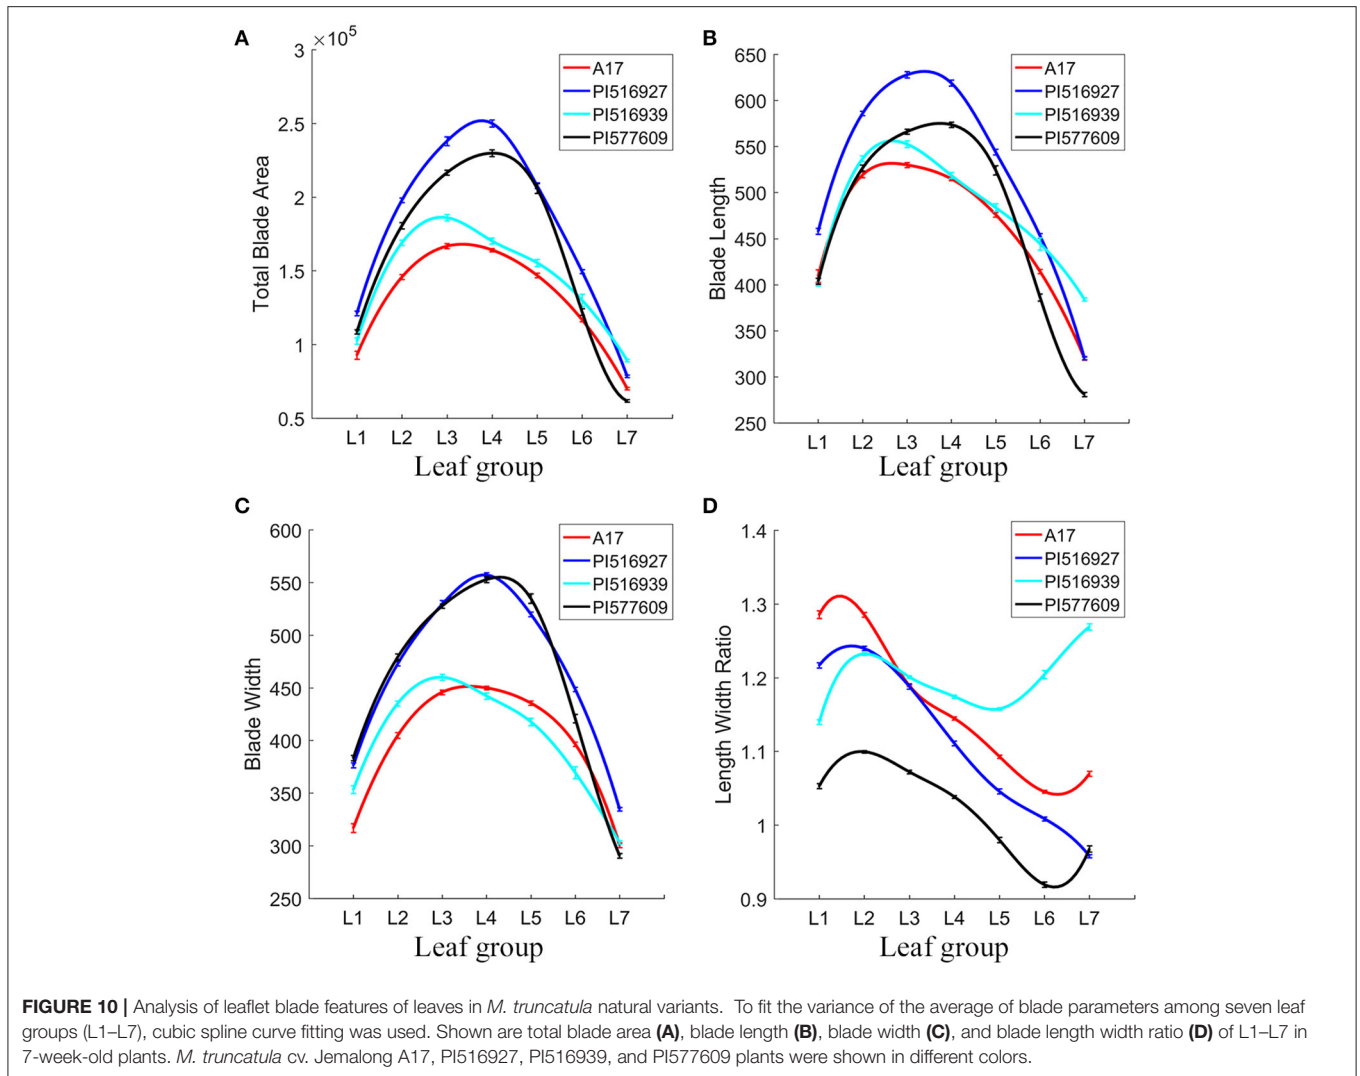 A
×10⁵
3
2.5
2
1.5
1
0.5
Total Blade Area
A17
PI516927
PI516939
PI577609
L1 L2 L3 L4 L5 L6 L7
Leaf group
B
650
600
550
500
450
400
350
300
250
Blade Length
A17
PI516927
PI516939
PI577609
L1 L2 L3 L4 L5 L6 L7
Leaf group
C
600
550
500
450
400
350
300
250
Blade Width
A17
PI516927
PI516939
PI577609
L1 L2 L3 L4 L5 L6 L7
Leaf group
D
1.4
1.3
1.2
1.1
1
0.9
Length Width Ratio
A17
PI516927
PI516939
PI577609
L1 L2 L3 L4 L5 L6 L7
Leaf group
FIGURE 10 | Analysis of leaflet blade features of leaves in M. truncatula natural variants. To fit the variance of the average of blade parameters among seven leaf
groups (L1–L7), cubic spline curve fitting was used. Shown are total blade area (A), blade length (B), blade width (C), and blade length width ratio (D) of L1–L7 in
7-week-old plants. M. truncatula cv. Jemalong A17, PI516927, PI516939, and PI577609 plants were shown in different colors.